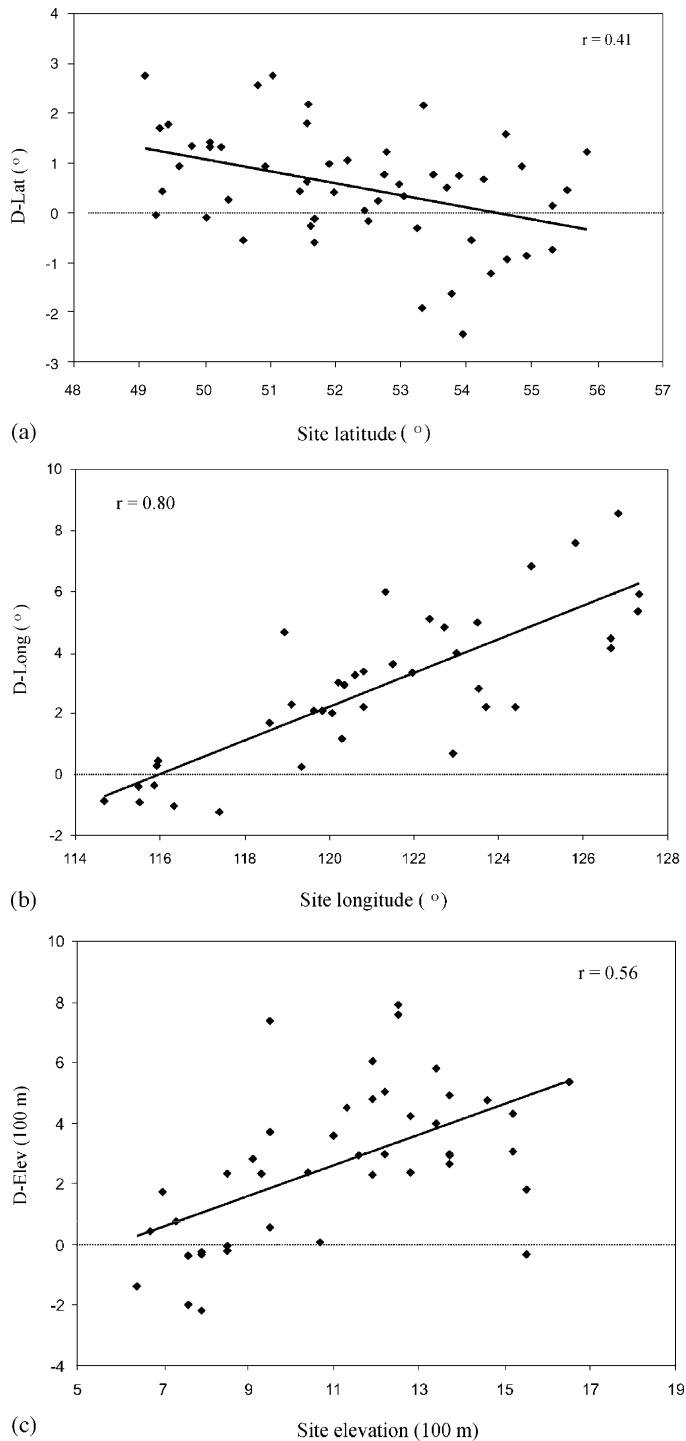 4
3
2
1
0
-1
-2
-3
D-Lat (°)
r = 0.41
48 49 50 51 52 53 54 55 56 57
(a)
Site latitude ( °)
10
8
6
4
2
0
-2
D-Long (°)
r = 0.80
114 116 118 120 122 124 126 128
(b)
Site longitude ( °)
10
8
6
4
2
0
-2
-4
D-Elev (100 m)
r = 0.56
5 7 9 11 13 15 17 19
(c)
Site elevation (100 m)